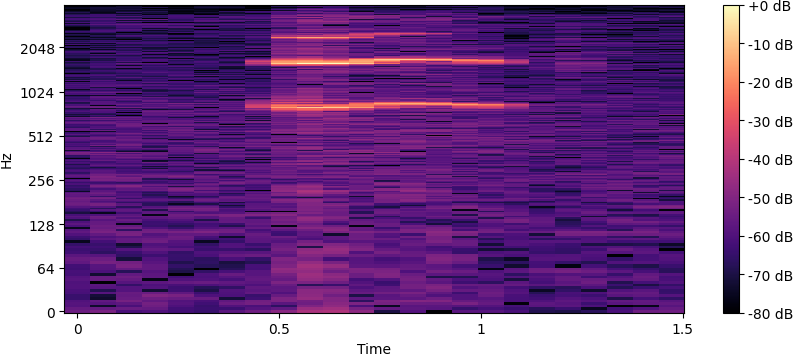 Hz
2048
1024
512
256
128
64
0
0
0.5
1
1.5
Time
+0 dB
-10 dB
-20 dB
-30 dB
-40 dB
-50 dB
-60 dB
-70 dB
-80 dB